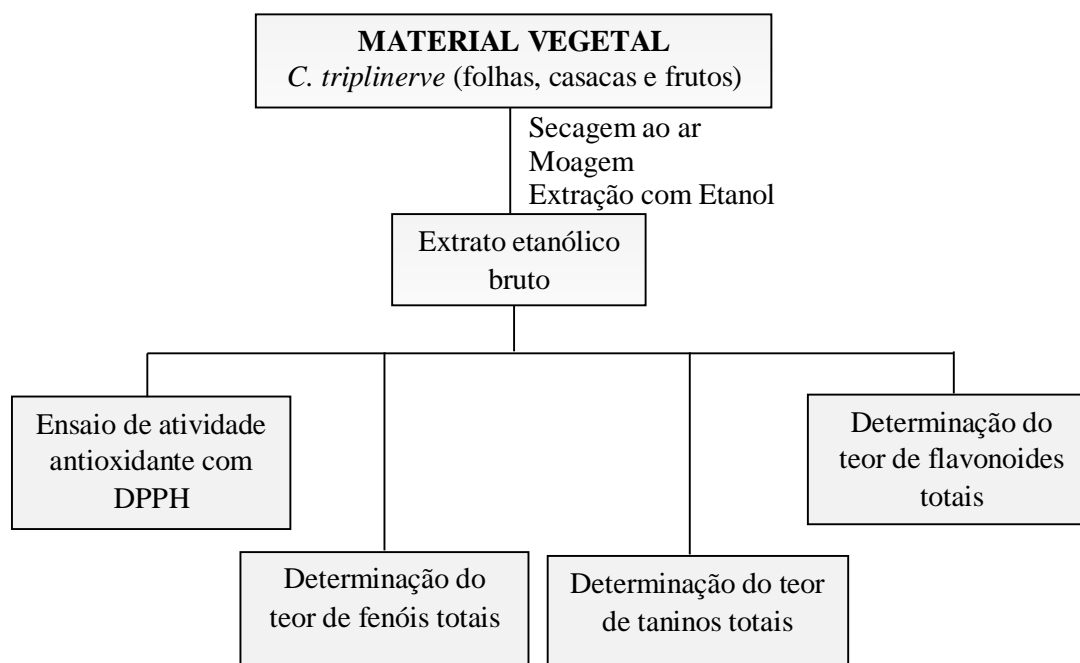 MATERIAL VEGETAL
C. triplinerve (folhas, casacas e frutos)
Secagem ao ar
Moagem
Extração com Etanol
Extrato etanólico
bruto
Ensaio de atividade
antioxidante com
DPPH
Determinação do
teor de fenóis totais
Determinação do teor
de taninos totais
Determinação do
teor de flavonoides
totais